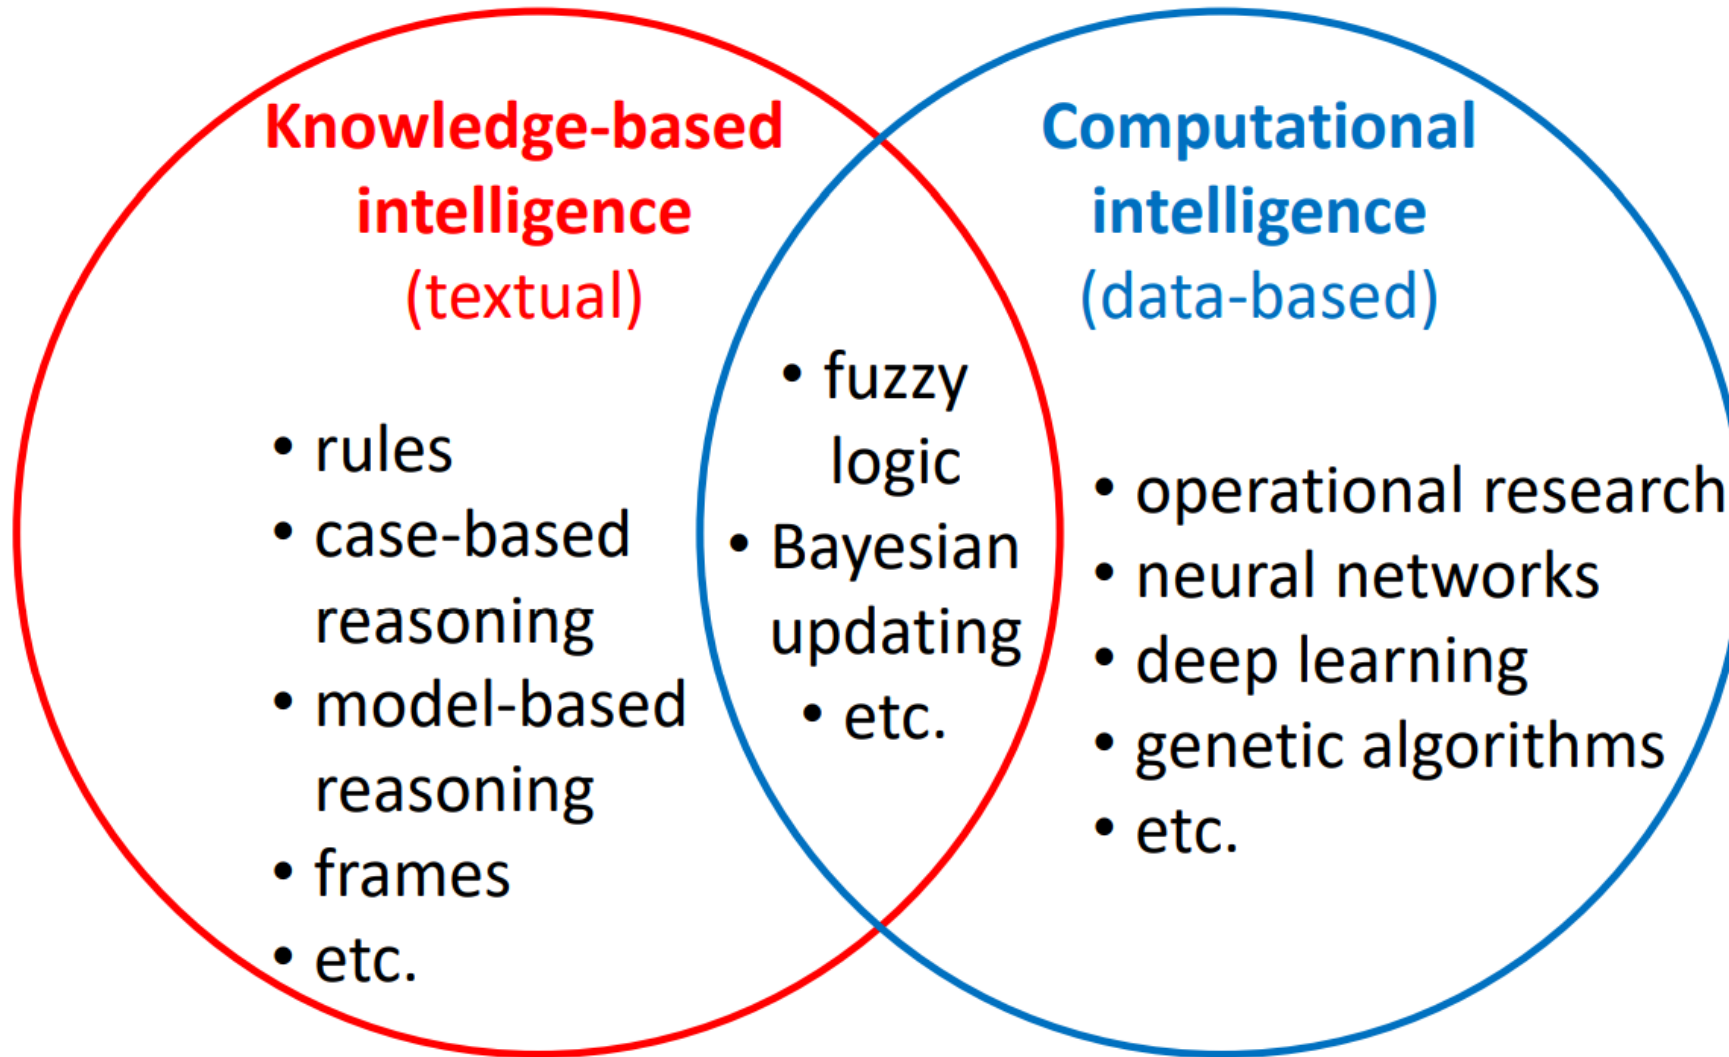 Knowledge-based
intelligence
(textual)
• rules
• case-based
reasoning
• model-based
reasoning
• frames
• etc.
• fuzzy
logic
• Bayesian
updating
• etc.
Computational
intelligence
(data-based)
• operational research
• neural networks
• deep learning
• genetic algorithms
• etc.